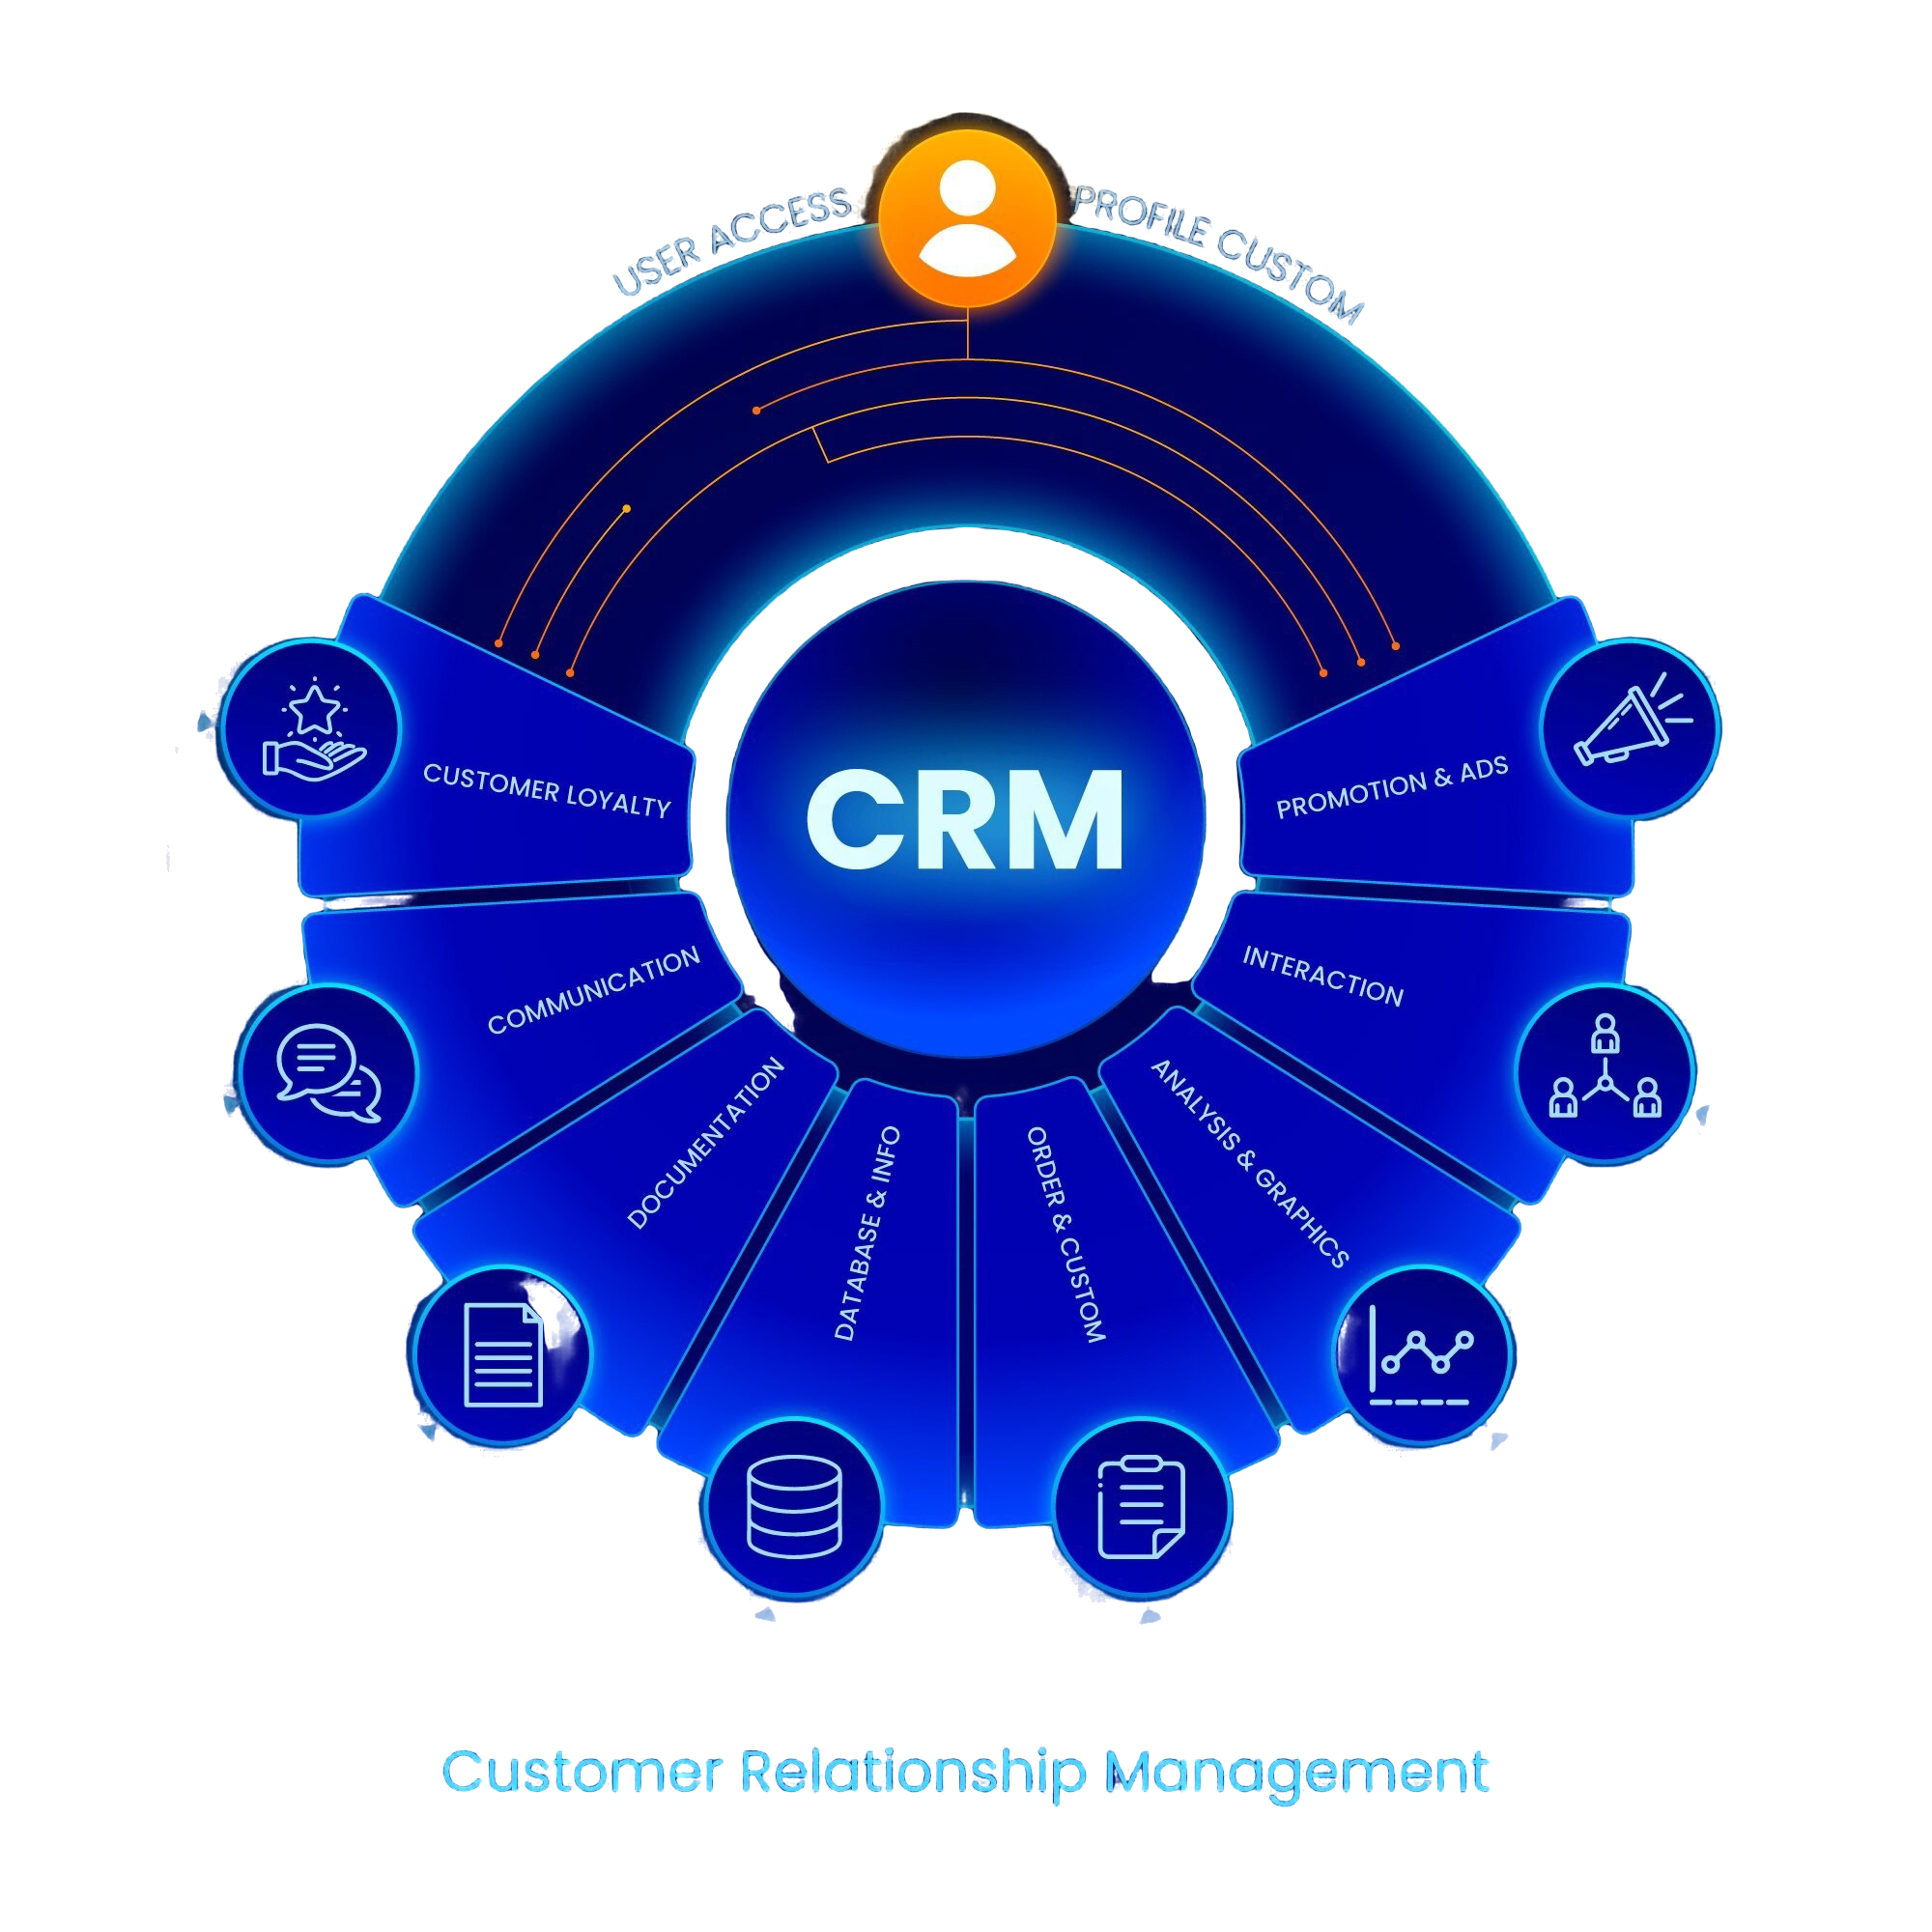 USER ACCESS
PROFILE CUSTOM
CRM
CUSTOMER LOYALTY
PROMOTION & ADS
COMMUNICATION
INTERACTION
DOCUMENTATION
ANALYSIS & GRAPHICS
DATABASE & INFO
ORDER & CUSTOM
Customer Relationship Management